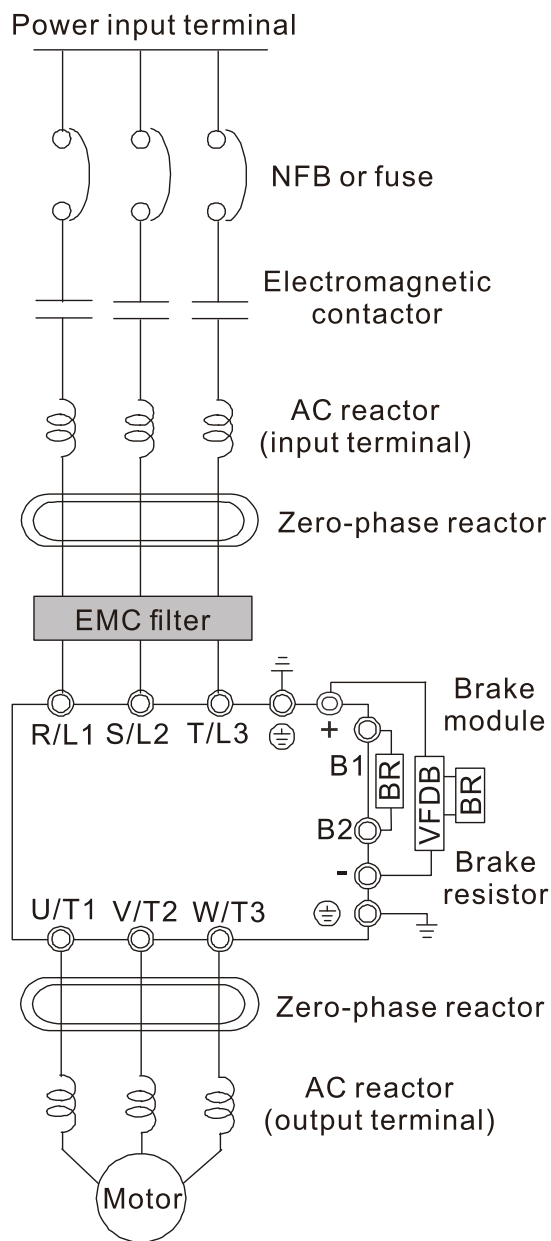 Power input terminal
NFB or fuse
Electromagnetic
contactor
AC reactor
(input terminal)
Zero-phase reactor
EMC filter
R/L1 S/L2 T/L3
+
Brake
module
B1
BR
VFDB
BR
B2
-
Brake
resistor
U/T1 V/T2 W/T3
Zero-phase reactor
AC reactor
(output terminal)
Motor